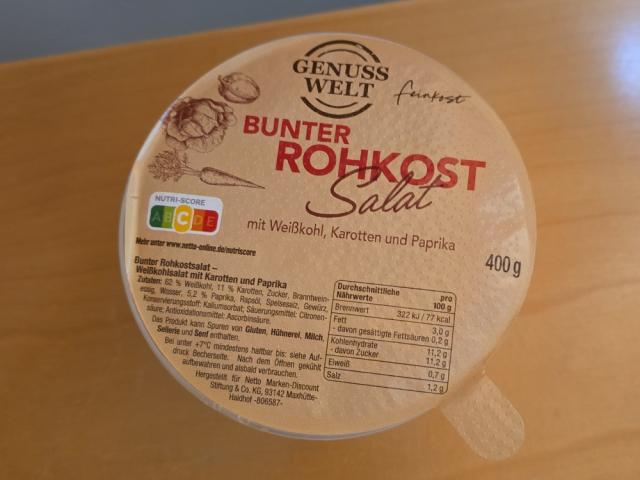 GENUSS
WELT
feinkost
BUNTER
ROHKOST
Salat
mit Weißkohl, Karotten und Paprika
400 g
NUTRI-SCORE
A B C D E
Mehr unter www.netto-online.de/nutriscore
Bunter Rohkostsalat –
Weißkohlsalat mit Karotten und Paprika
Zutaten: 62 % Weißkohl, 11 % Karotten, Zucker, Branntwein-
essig, Wasser, 5,2 % Paprika, Rapsöl, Speisesalz, Gewürz,
Konservierungsstoff: Kaliumsorbat; Säuerungsmittel: Citronen-
säure; Antioxidationsmittel: Ascorbinsäure.
Das Produkt kann Spuren von Gluten, Hühnerei, Milch,
Sellerie und Senf enthalten.
Bei unter +7°C mindestens haltbar bis: siehe Auf-
druck Becherseite. Nach dem Öffnen gekühlt
aufbewahren und alsbald verbrauchen.
Hergestellt für Netto Marken-Discount
Stiftung & Co. KG, 93142 Maxhütte-
Haidhof -806587-
Durchschnittliche pro
Nährwerte 100 g
Brennwert 322 kJ / 77 kcal
Fett 3,0 g
- davon gesättigte Fettsäuren 0,2 g
Kohlenhydrate 11,2 g
- davon Zucker 11,2 g
Eiweiß 0,7 g
Salz 1,2 g